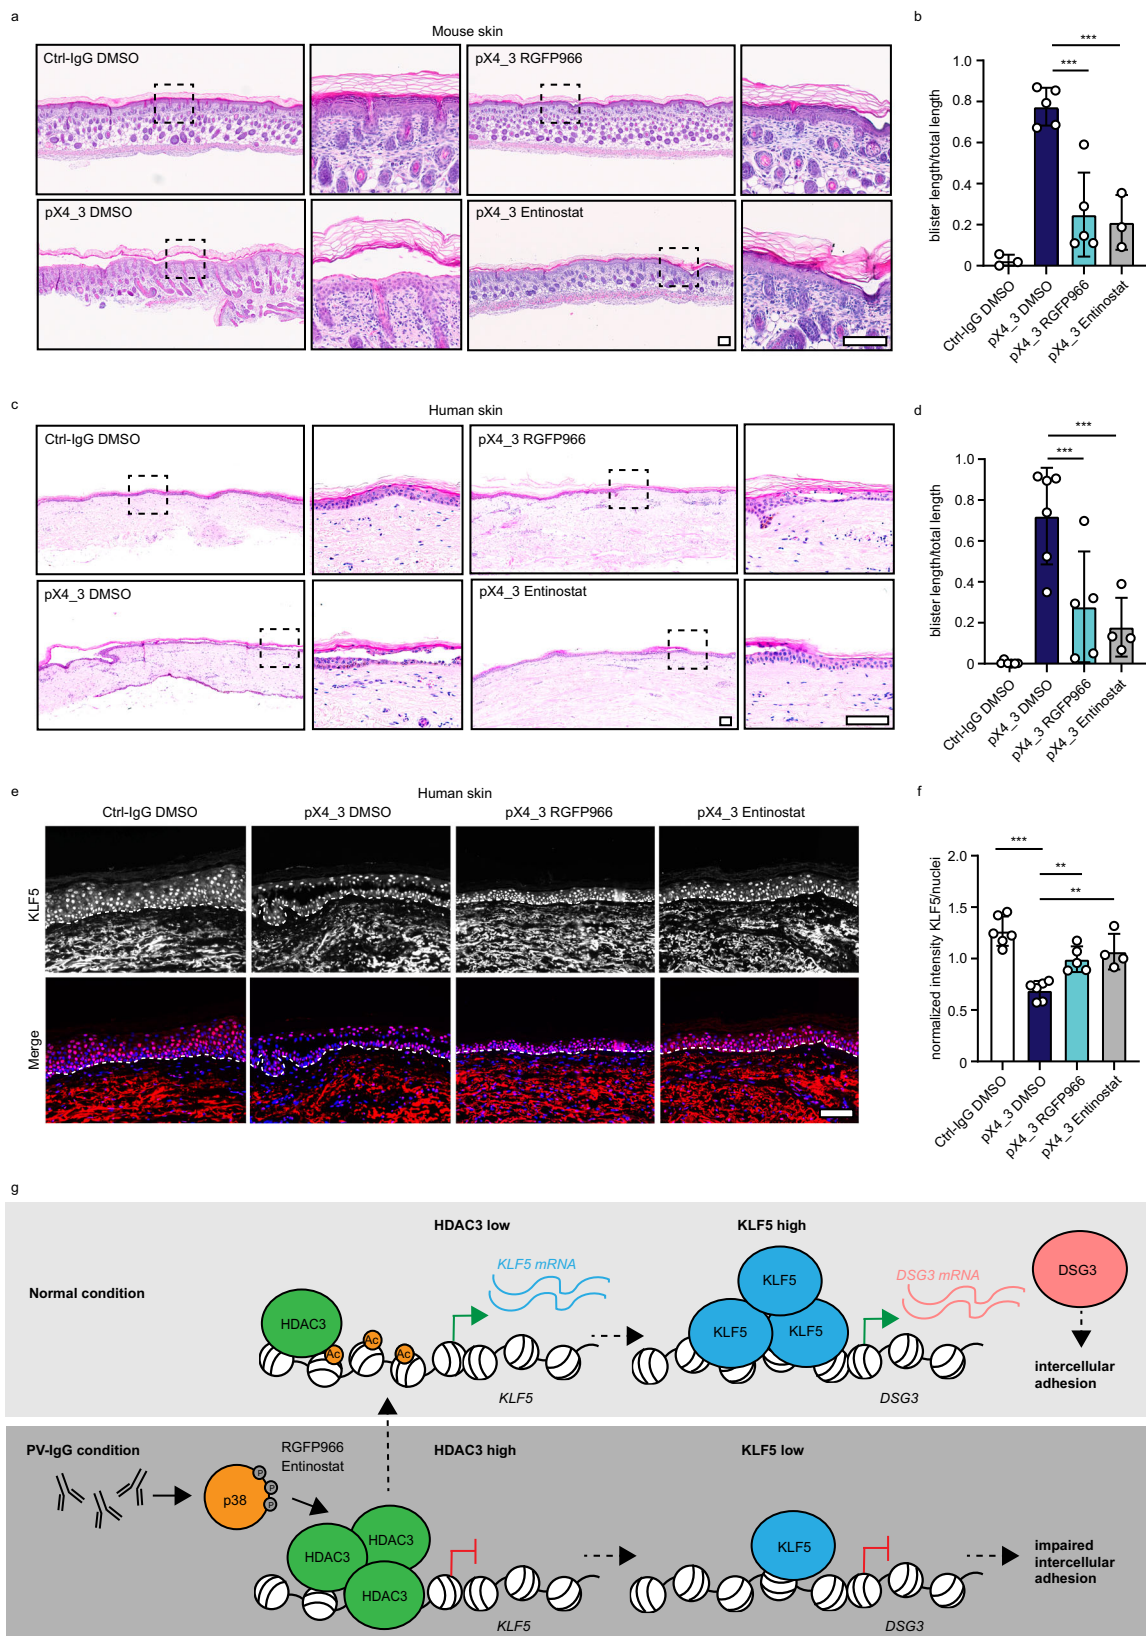 a
Mouse skin
Ctrl-IgG DMSO
pX4_3 RGFP966
pX4_3 DMSO
pX4_3 Entinostat
b
***
***
blister length/total length
1.0
0.8
0.6
0.4
0.2
0
Ctrl-IgG DMSO
pX4_3 DMSO
pX4_3 RGFP966
pX4_3 Entinostat
c
Human skin
Ctrl-IgG DMSO
pX4_3 RGFP966
pX4_3 DMSO
pX4_3 Entinostat
d
***
***
blister length/total length
1.0
0.8
0.6
0.4
0.2
0
Ctrl-IgG DMSO
pX4_3 DMSO
pX4_3 RGFP966
pX4_3 Entinostat
e
Human skin
Ctrl-IgG DMSO
pX4_3 DMSO
pX4_3 RGFP966
pX4_3 Entinostat
KLF5
Merge
f
***
**
**
normalized intensity KLF5/nuclei
2.0
1.5
1.0
0.5
0
Ctrl-IgG DMSO
pX4_3 DMSO
pX4_3 RGFP966
pX4_3 Entinostat
g
Normal condition
HDAC3 low
KLF5 high
KLF5 mRNA
DSG3 mRNA
HDAC3
Ac
Ac
Ac
KLF5
KLF5
KLF5
DSG3
KLF5
DSG3
intercellular
adhesion
PV-IgG condition
RGFP966
Entinostat
HDAC3 high
KLF5 low
p38
P
P
P
HDAC3
HDAC3
HDAC3
KLF5
KLF5
DSG3
impaired
intercellular
adhesion